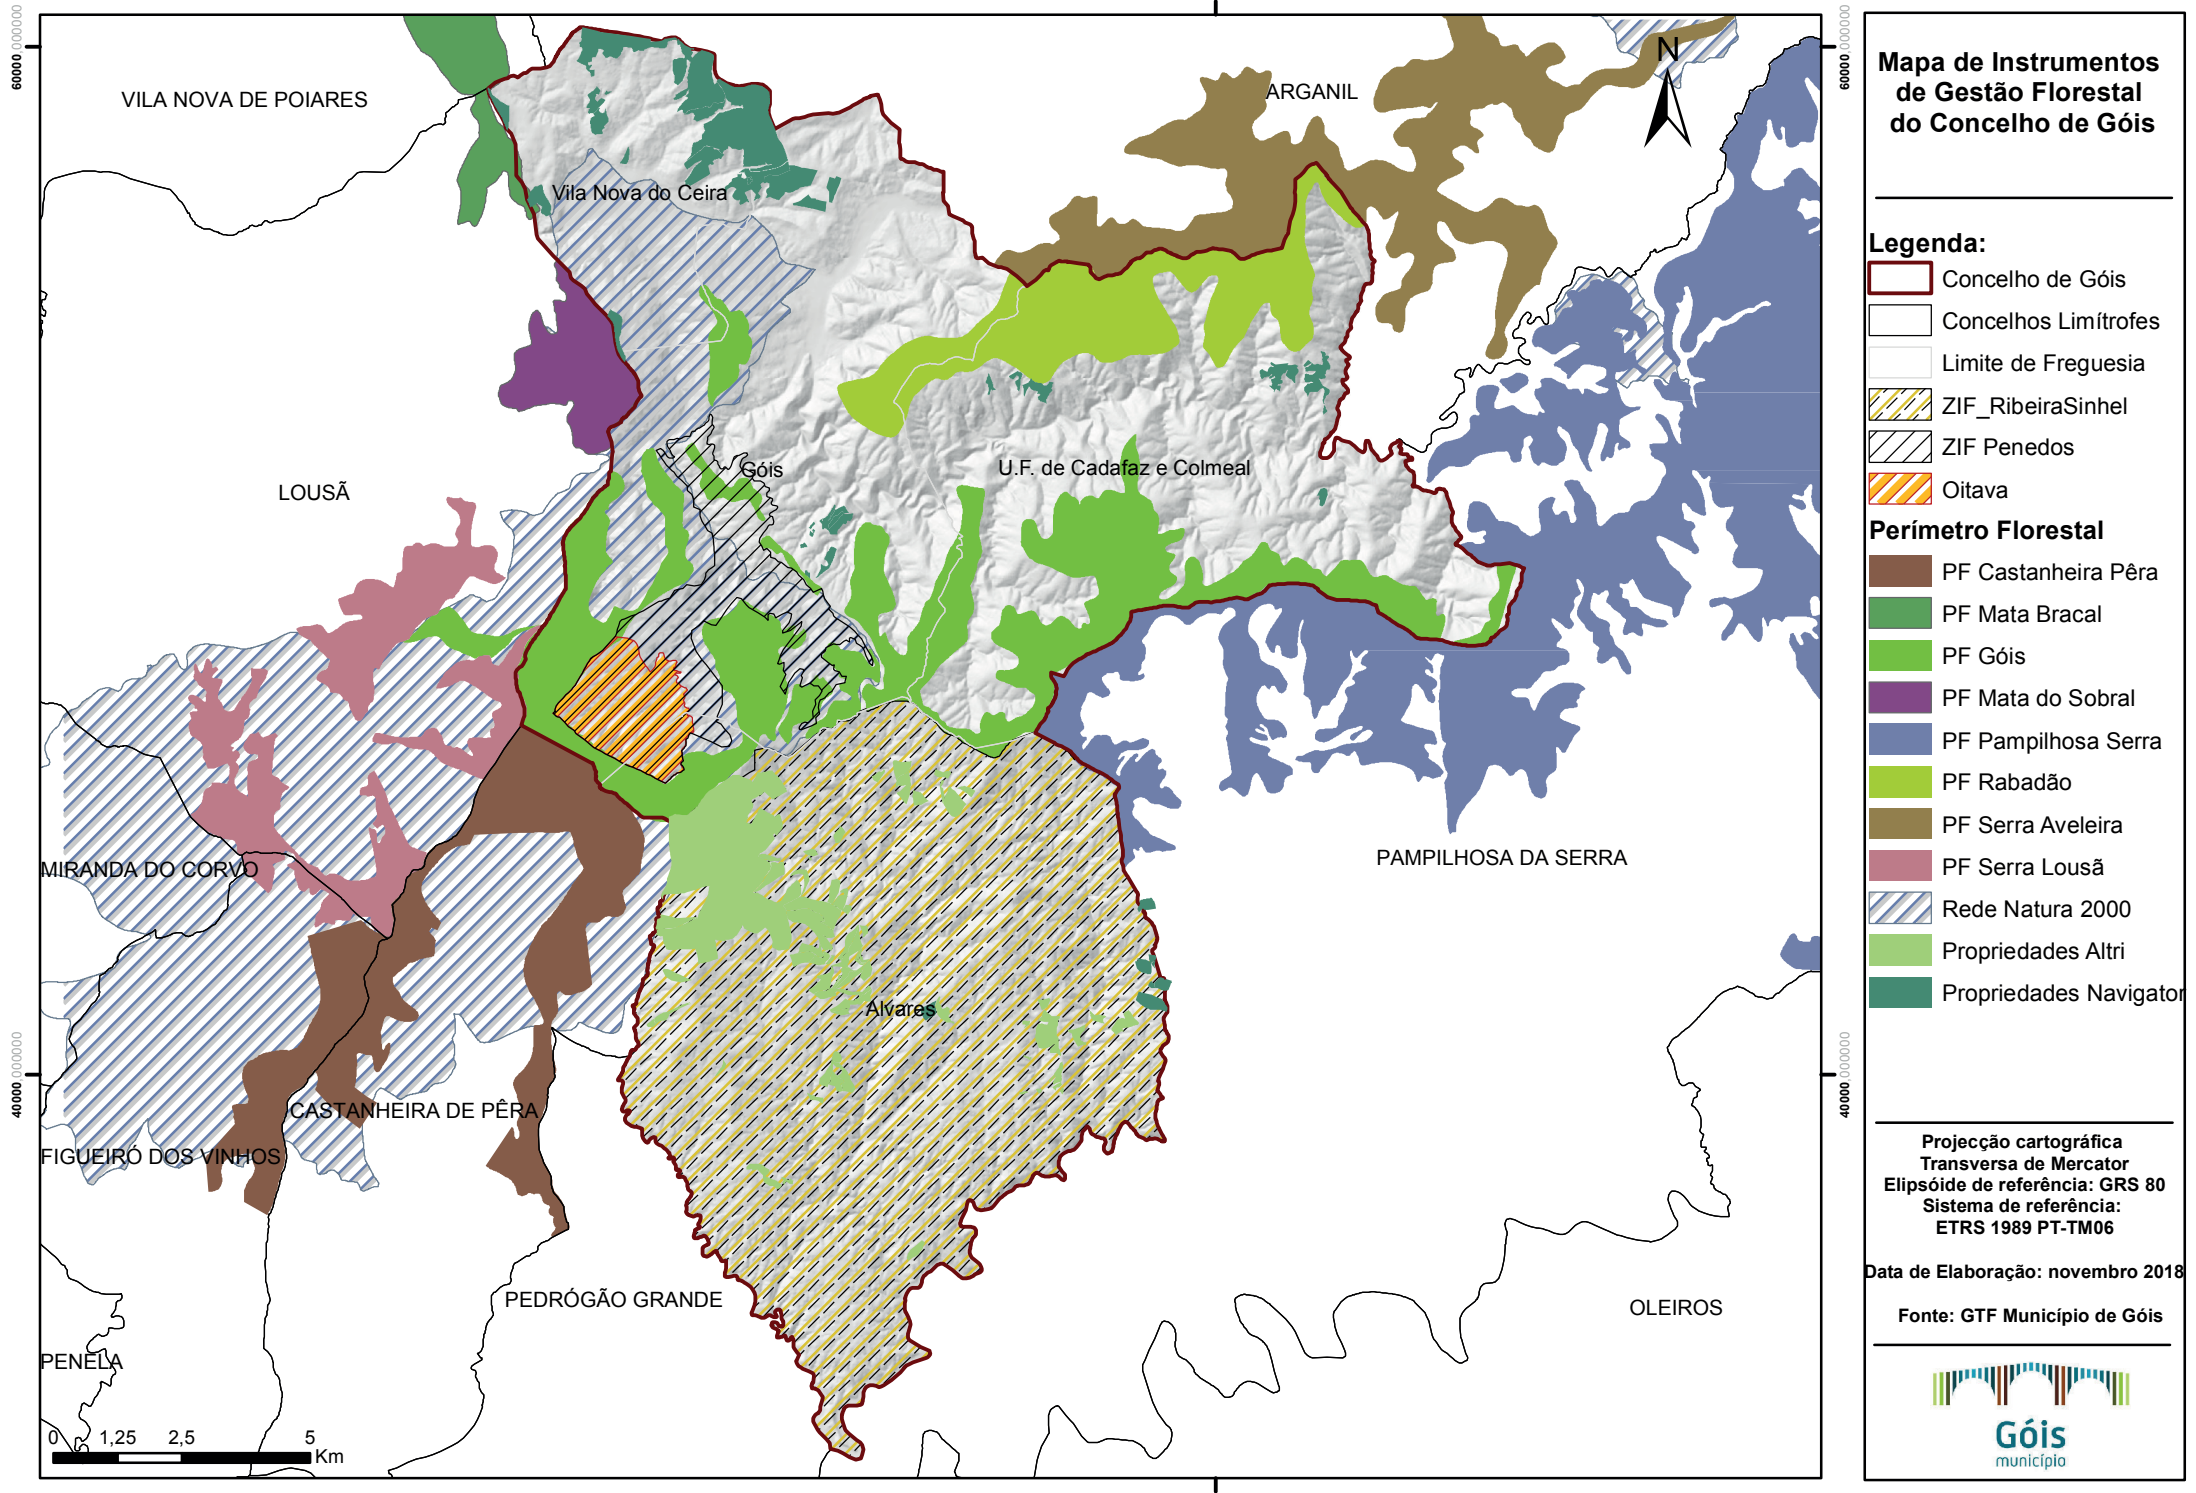 60000,000000
60000,000000
40000,000000
40000,000000
VILA NOVA DE POIARES
ARGANIL
N
Vila Nova do Ceira
Góis
U.F. de Cadafaz e Colmeal
LOUSÃ
MIRANDA DO CORVO
PAMPILHOSA DA SERRA
Alvares
CASTANHEIRA DE PÊRA
FIGUEIRÓ DOS VINHOS
PEDRÓGÃO GRANDE
OLEIROS
PENELA
0 1,25 2,5 5
Km
Mapa de Instrumentos
de Gestão Florestal
do Concelho de Góis
Legenda:
Concelho de Góis
Concelhos Limítrofes
Limite de Freguesia
ZIF_RibeiraSinhel
ZIF Penedos
Oitava
Perímetro Florestal
PF Castanheira Pêra
PF Mata Bracal
PF Góis
PF Mata do Sobral
PF Pampilhosa Serra
PF Rabadão
PF Serra Aveleira
PF Serra Lousã
Rede Natura 2000
Propriedades Altri
Propriedades Navigator
Projecção cartográfica
Transversa de Mercator
Elipsóide de referência: GRS 80
Sistema de referência:
ETRS 1989 PT-TM06
Data de Elaboração: novembro 2018
Fonte: GTF Município de Góis
Góis
município